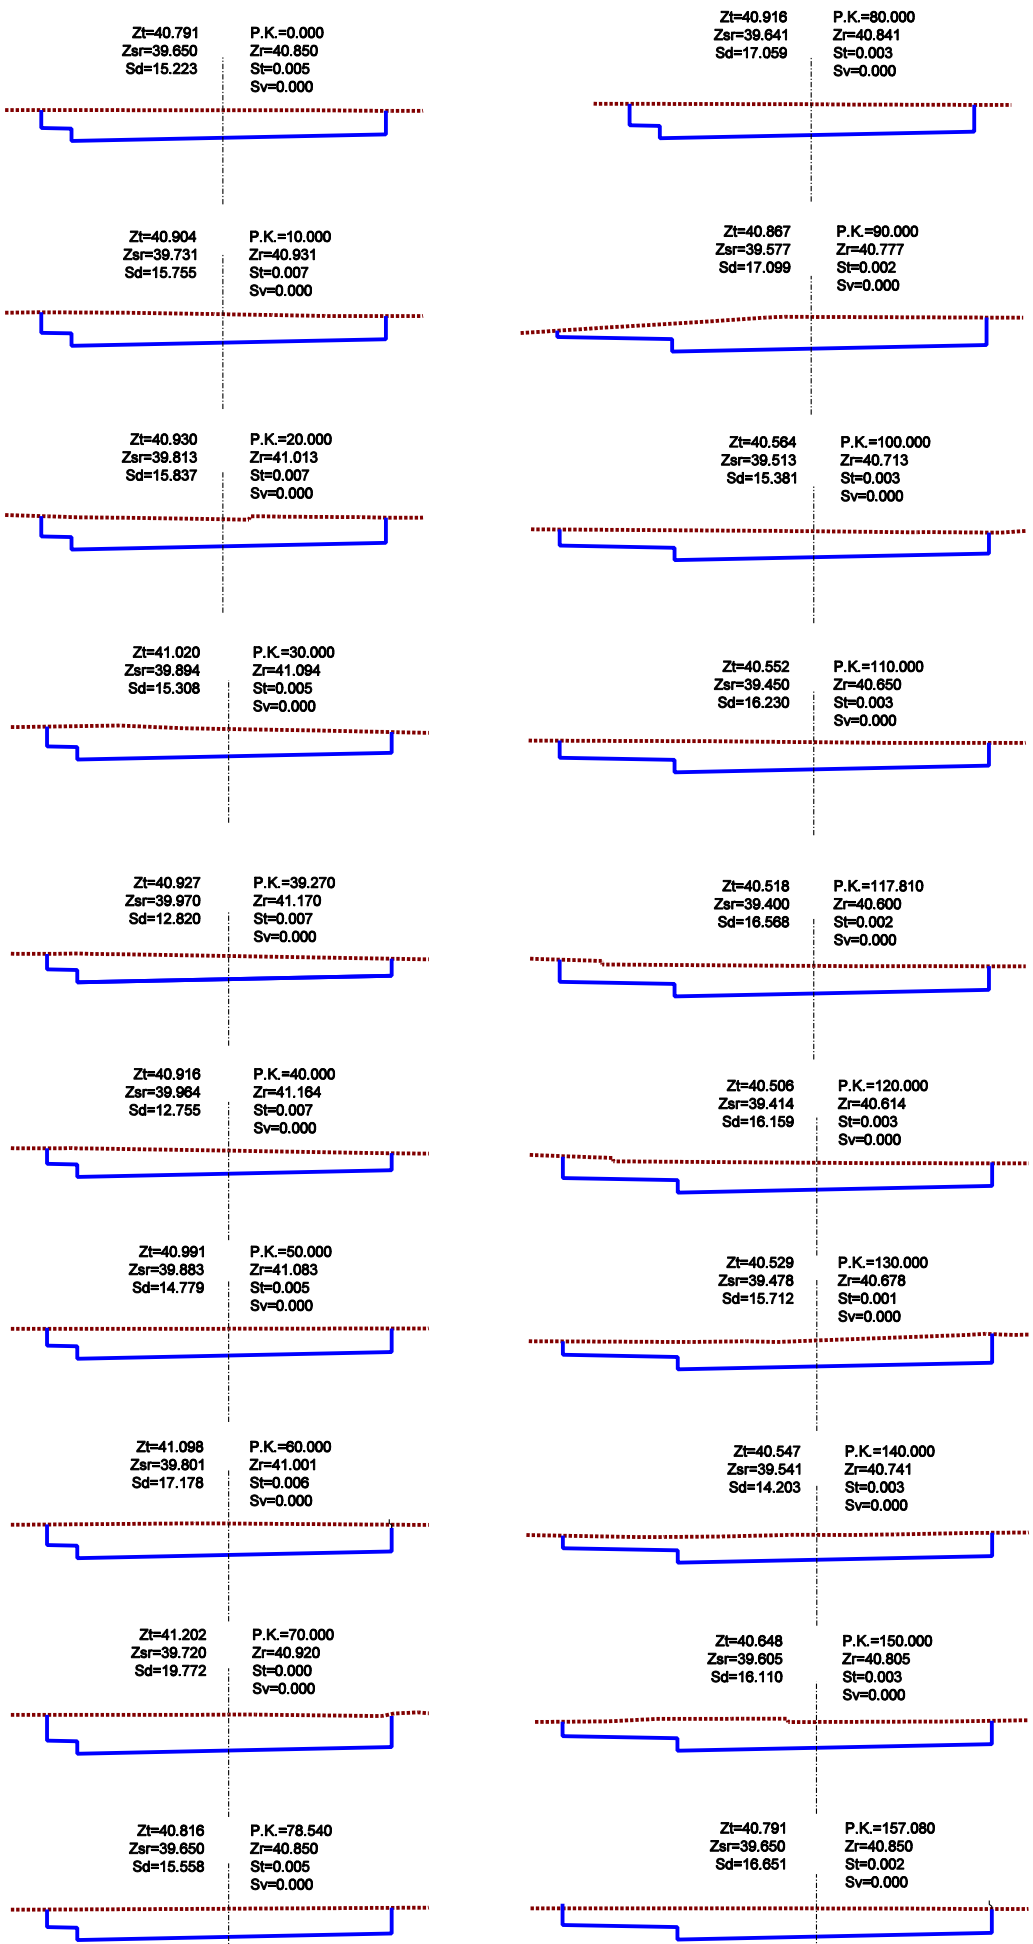 Zt=40.791 P.K.=0.000
Zsr=39.650 Zr=40.850
Sd=15.223 St=0.005
Sv=0.000
Zt=40.904 P.K.=10.000
Zsr=39.731 Zr=40.931
Sd=15.755 St=0.007
Sv=0.000
Zt=40.930 P.K.=20.000
Zsr=39.813 Zr=41.013
Sd=15.837 St=0.007
Sv=0.000
Zt=41.020 P.K.=30.000
Zsr=39.894 Zr=41.094
Sd=15.308 St=0.005
Sv=0.000
Zt=40.927 P.K.=39.270
Zsr=39.970 Zr=41.170
Sd=12.820 St=0.007
Sv=0.000
Zt=40.916 P.K.=40.000
Zsr=39.964 Zr=41.164
Sd=12.755 St=0.007
Sv=0.000
Zt=40.991 P.K.=50.000
Zsr=39.883 Zr=41.083
Sd=14.779 St=0.005
Sv=0.000
Zt=41.098 P.K.=60.000
Zsr=39.801 Zr=41.001
Sd=17.178 St=0.006
Sv=0.000
Zt=41.202 P.K.=70.000
Zsr=39.720 Zr=40.920
Sd=19.772 St=0.000
Sv=0.000
Zt=40.816 P.K.=78.540
Zsr=39.650 Zr=40.850
Sd=15.558 St=0.005
Sv=0.000
Zt=40.916 P.K.=80.000
Zsr=39.641 Zr=40.841
Sd=17.059 St=0.003
Sv=0.000
Zt=40.867 P.K.=90.000
Zsr=39.577 Zr=40.777
Sd=17.099 St=0.002
Sv=0.000
Zt=40.564 P.K.=100.000
Zsr=39.513 Zr=40.713
Sd=15.381 St=0.003
Sv=0.000
Zt=40.552 P.K.=110.000
Zsr=39.450 Zr=40.650
Sd=16.230 St=0.003
Sv=0.000
Zt=40.518 P.K.=117.810
Zsr=39.400 Zr=40.600
Sd=16.568 St=0.002
Sv=0.000
Zt=40.506 P.K.=120.000
Zsr=39.414 Zr=40.614
Sd=16.159 St=0.003
Sv=0.000
Zt=40.529 P.K.=130.000
Zsr=39.478 Zr=40.678
Sd=15.712 St=0.001
Sv=0.000
Zt=40.547 P.K.=140.000
Zsr=39.541 Zr=40.741
Sd=14.203 St=0.003
Sv=0.000
Zt=40.648 P.K.=150.000
Zsr=39.605 Zr=40.805
Sd=16.110 St=0.003
Sv=0.000
Zt=40.791 P.K.=157.080
Zsr=39.650 Zr=40.850
Sd=16.651 St=0.002
Sv=0.000